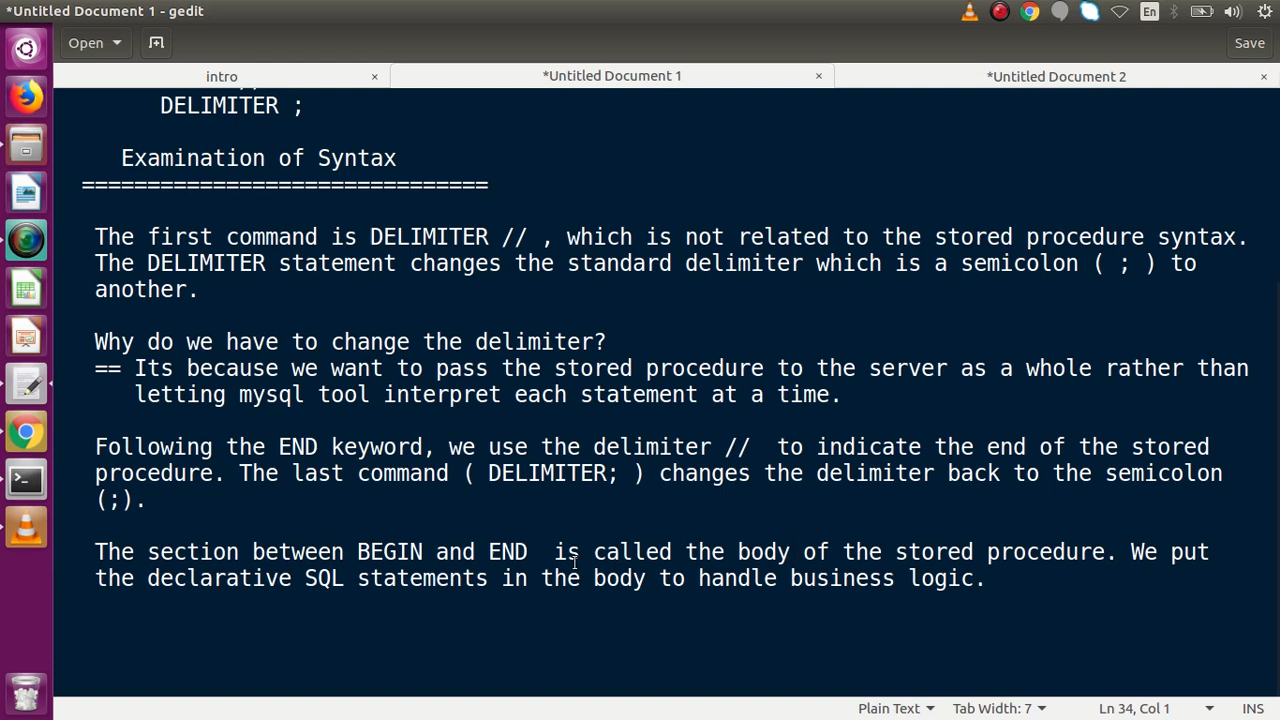 *Untitled Document 1 - gedit
En
Open
Save
intro
*Untitled Document 1
*Untitled Document 2
DELIMITER ;
Examination of Syntax
===============================
The first command is DELIMITER // , which is not related to the stored procedure syntax.
The DELIMITER statement changes the standard delimiter which is a semicolon ( ; ) to
another.
Why do we have to change the delimiter?
== Its because we want to pass the stored procedure to the server as a whole rather than
letting mysql tool interpret each statement at a time.
Following the END keyword, we use the delimiter //  to indicate the end of the stored
procedure. The last command ( DELIMITER; ) changes the delimiter back to the semicolon
(;).
The section between BEGIN and END  is called the body of the stored procedure. We put
the declarative SQL statements in the body to handle business logic.
Plain Text
Tab Width: 7
Ln 34, Col 1
INS